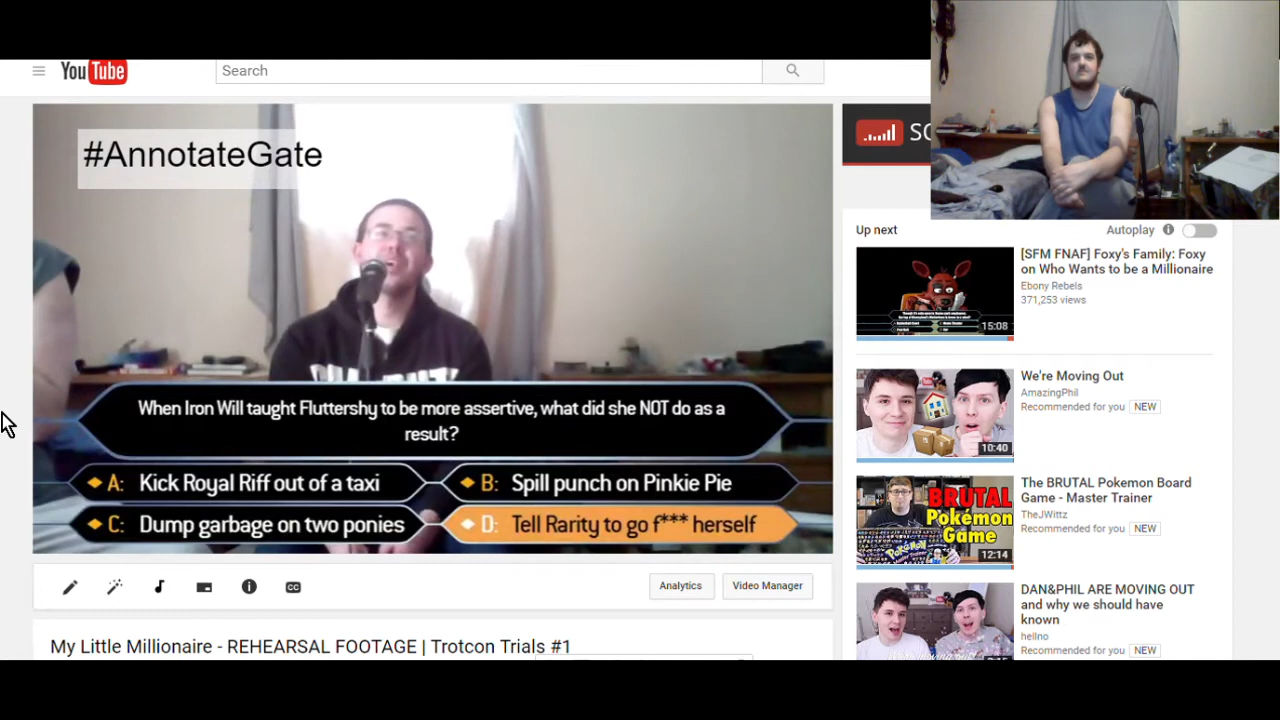 YouTube
Search
#AnnotateGate
When Iron Will taught Fluttershy to be more assertive, what did she NOT do as a
result?
A: Kick Royal Riff out of a taxi
B: Spill punch on Pinkie Pie
C: Dump garbage on two ponies
D: Tell Rarity to go f*** herself
CC
Analytics
Video Manager
My Little Millionaire - REHEARSAL FOOTAGE | Trotcon Trials #1
Up next
Autoplay
[SFM FNAF] Foxy's Family: Foxy
on Who Wants to be a Millionaire
Ebony Rebels
371,253 views
15:08
We're Moving Out
AmazingPhil
Recommended for you NEW
10:40
The BRUTAL Pokemon Board
Game - Master Trainer
TheJWittz
Recommended for you NEW
BRUTAL
Pokémon
Game
12:14
DAN&PHIL ARE MOVING OUT
and why we should have
known
Recommended for you NEW